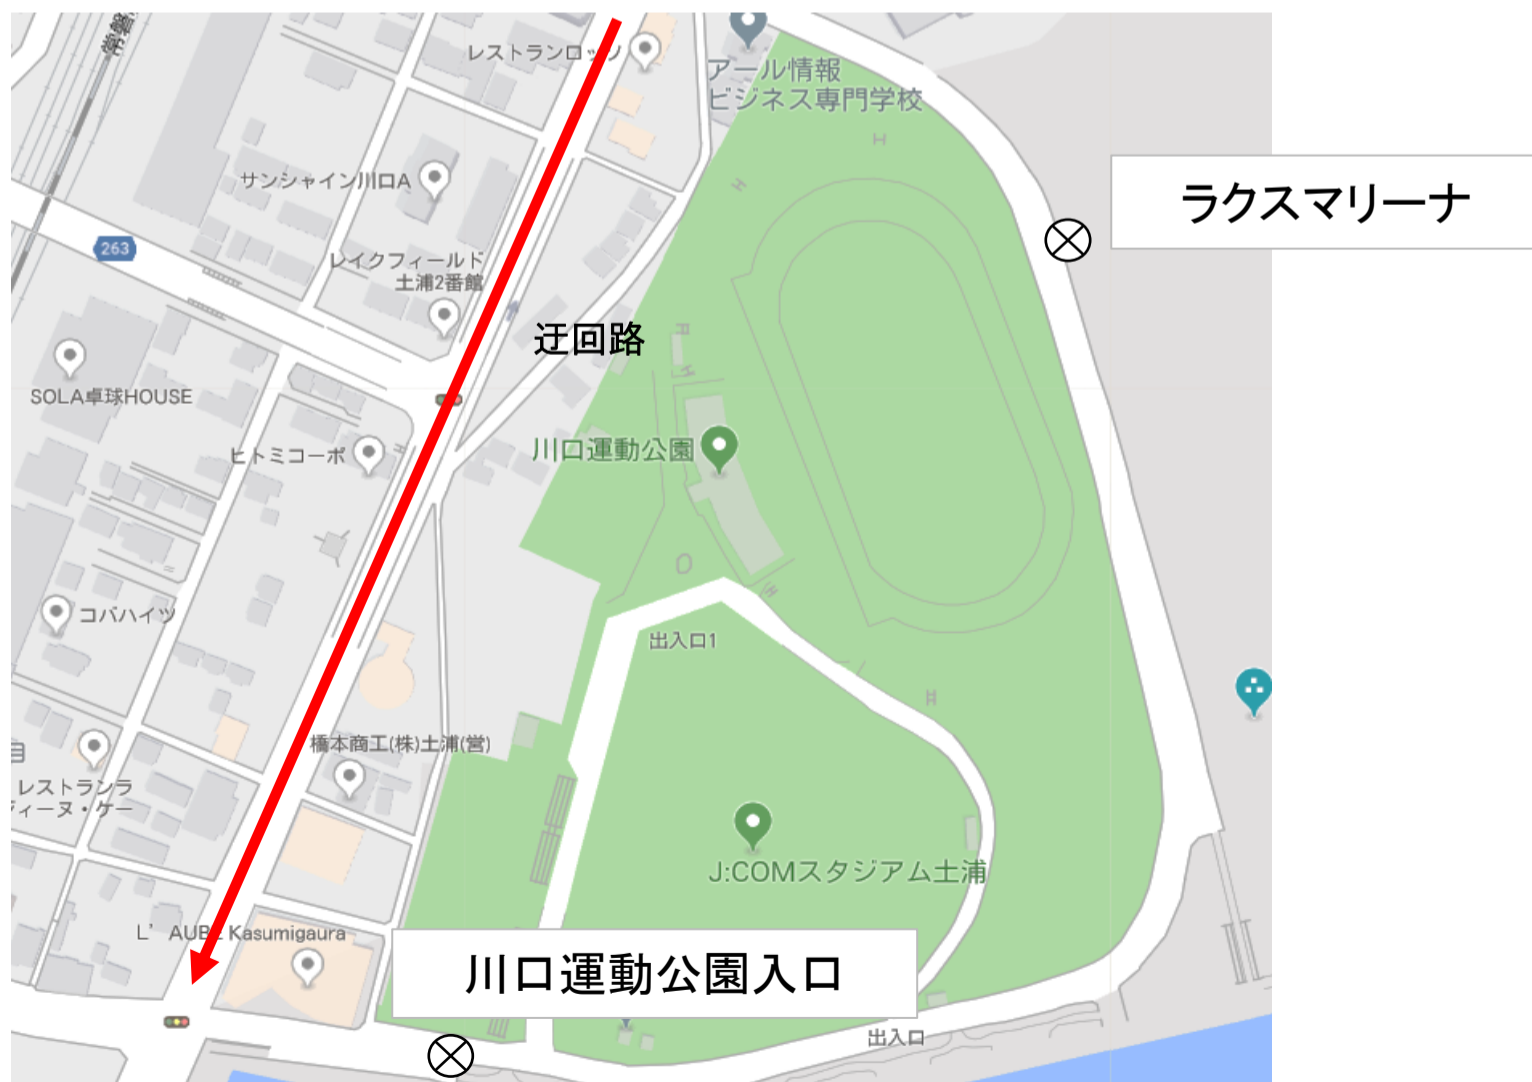 常磐
レストランロッソ
アール情報
ビジネス専門学校
サンシャイン川口A
ラクスマリーナ
263
レイクフィールド
土浦2番館
迂回路
SOLA卓球HOUSE
ヒトミコーポ
川口運動公園
コバハイツ
出入口1
橋本商工(株)土浦(営)
目
レストランラ
ィーヌ・ケー
J:COMスタジアム土浦
L'AUBE Kasumigaura
川口運動公園入口
出入口